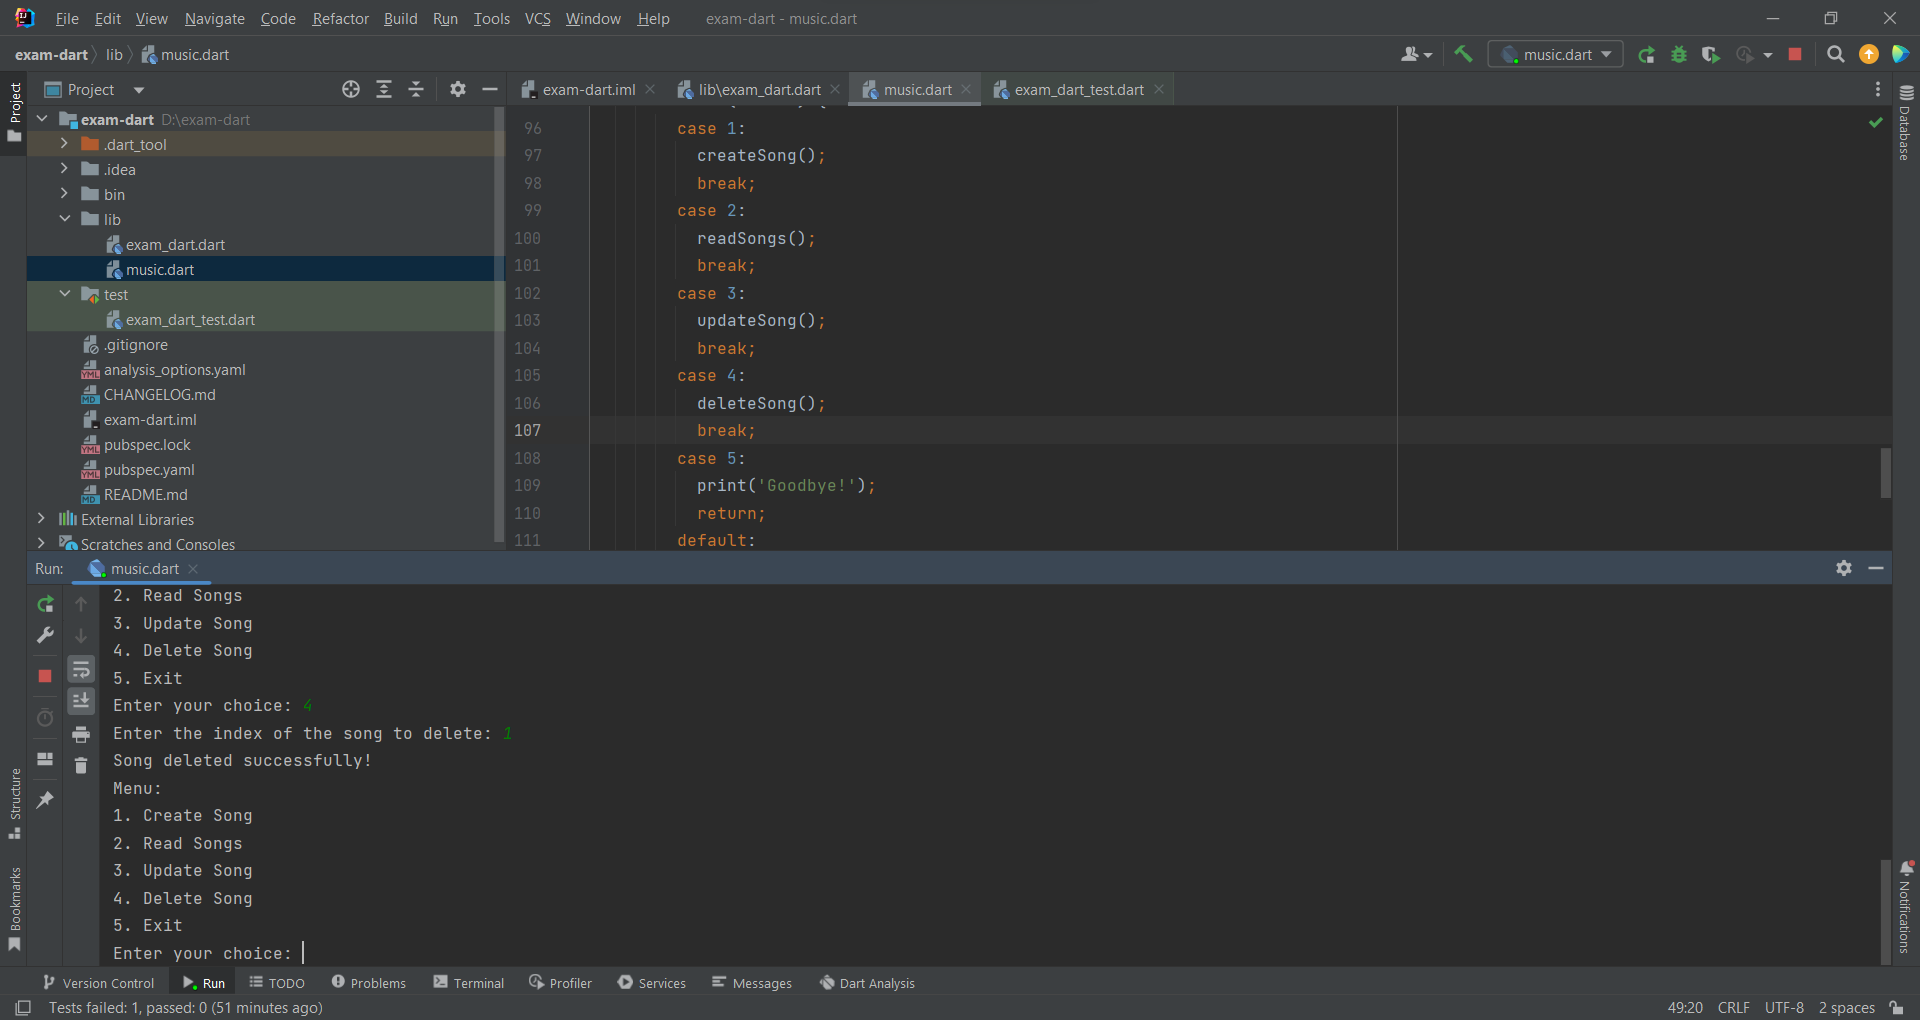 File Edit View Navigate Code Refactor Build Run Tools VCS Window Help exam-dart - music.dart
exam-dart lib music.dart
music.dart
Project
Project
exam-dart.iml lib\exam_dart.dart music.dart exam_dart_test.dart
exam-dart D:\exam-dart
.dart_tool
.idea
bin
lib
exam_dart.dart
music.dart
test
exam_dart_test.dart
.gitignore
analysis_options.yaml
CHANGELOG.md
exam-dart.iml
pubspec.lock
pubspec.yaml
README.md
External Libraries
Scratches and Consoles
96 case 1:
97 createSong();
98 break;
99 case 2:
100 readSongs();
101 break;
102 case 3:
103 updateSong();
104 break;
105 case 4:
106 deleteSong();
107 break;
108 case 5:
109 print('Goodbye!');
110 return;
111 default:
Database
Run: music.dart
2. Read Songs
3. Update Song
4. Delete Song
5. Exit
Enter your choice: 4
Enter the index of the song to delete: 1
Song deleted successfully!
Menu:
1. Create Song
2. Read Songs
3. Update Song
4. Delete Song
5. Exit
Enter your choice:
Structure
Bookmarks
Notifications
Version Control Run TODO Problems Terminal Profiler Services Messages Dart Analysis
Tests failed: 1, passed: 0 (51 minutes ago) 49:20 CRLF UTF-8 2 spaces